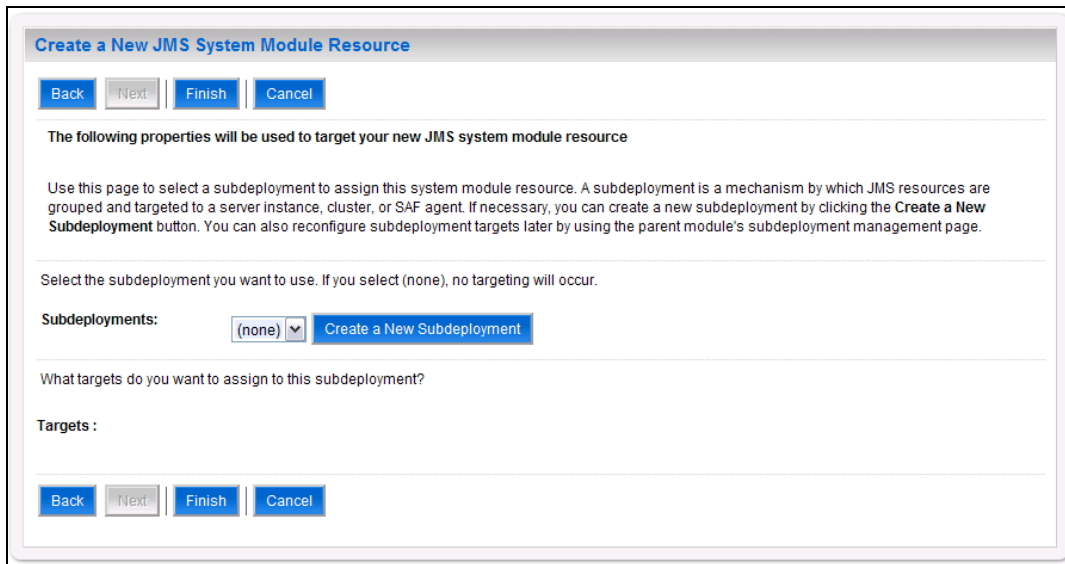 Create a New JMS System Module Resource
Back Next Finish Cancel
The following properties will be used to target your new JMS system module resource
Use this page to select a subdeployment to assign this system module resource. A subdeployment is a mechanism by which JMS resources are
grouped and targeted to a server instance, cluster, or SAF agent. If necessary, you can create a new subdeployment by clicking the Create a New
Subdeployment button. You can also reconfigure subdeployment targets later by using the parent module's subdeployment management page.
Select the subdeployment you want to use. If you select (none), no targeting will occur.
Subdeployments: (none) Create a New Subdeployment
What targets do you want to assign to this subdeployment?
Targets :
Back Next Finish Cancel